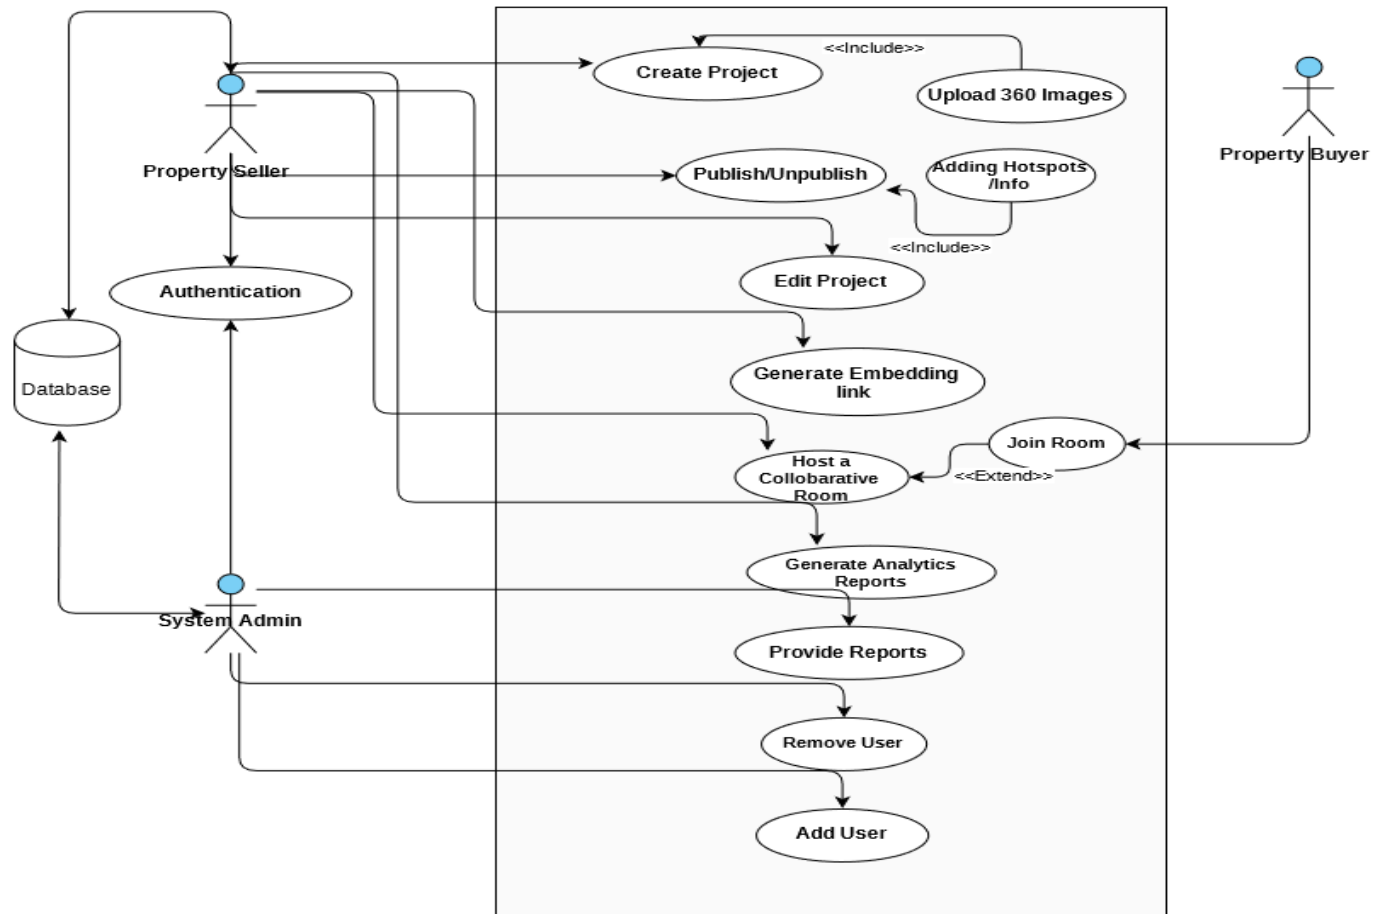 <<Include>>
Create Project
Upload 360 Images
Property Buyer
Property Seller
Publish/Unpublish
Adding Hotspots
/Info
<<Include>>
Edit Project
Authentication
Database
Generate Embedding
link
Join Room
Host a
Collobarative
Room
<<Extend>>
Generate Analytics
Reports
System Admin
Provide Reports
Remove User
Add User